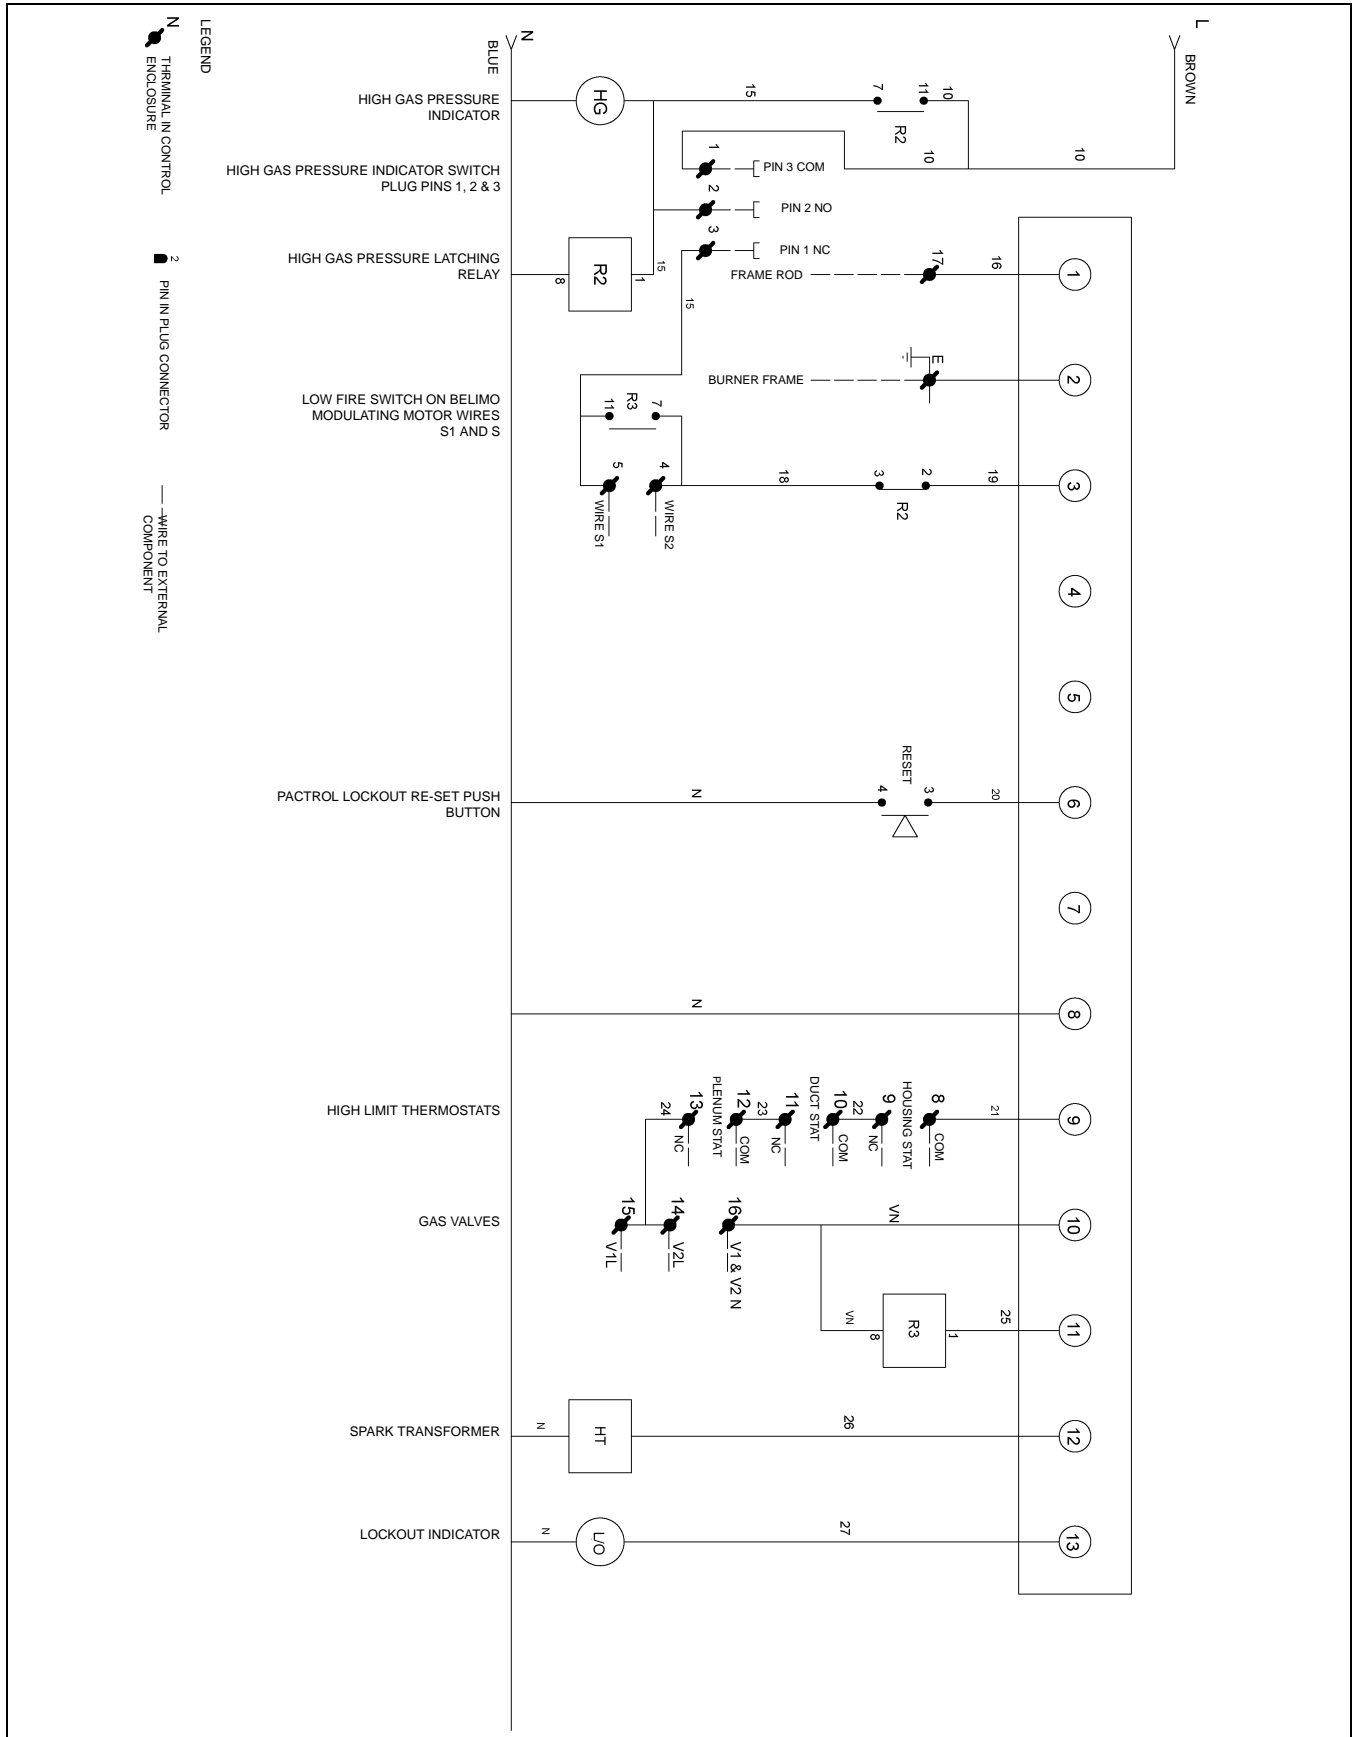 L
BROWN
N
BLUE
LEGEND
N
THRMINAL IN CONTROL
ENCLOSURE
2
PIN IN PLUG CONNECTOR
WIRE TO EXTERNAL
COMPONENT
HIGH GAS PRESSURE
INDICATOR
HG
15
7
11
10
R2
10
10
HIGH GAS PRESSURE INDICATOR SWITCH
PLUG PINS 1, 2 & 3
1
PIN 3 COM
2
PIN 2 NO
3
PIN 1 NC
HIGH GAS PRESSURE LATCHING
RELAY
8
R2
1
15
15
FRAME ROD
17
16
1
BURNER FRAME
E
2
LOW FIRE SWITCH ON BELIMO
MODULATING MOTOR WIRES
S1 AND S
11
R3
7
5
WIRE S1
4
WIRE S2
18
3
2
R2
19
3
4
5
PACTROL LOCKOUT RE-SET PUSH
BUTTON
N
RESET
4
3
20
6
7
N
8
HIGH LIMIT THERMOSTATS
24
13
NC
PLENUM STAT
12
COM
23
11
NC
DUCT STAT
10
COM
22
9
NC
HOUSING STAT
8
COM
21
9
GAS VALVES
15
V1L
14
V2L
16
V1 & V2 N
VN
10
VN
8
R3
1
25
11
SPARK TRANSFORMER
N
HT
26
12
LOCKOUT INDICATOR
N
L/O
27
13